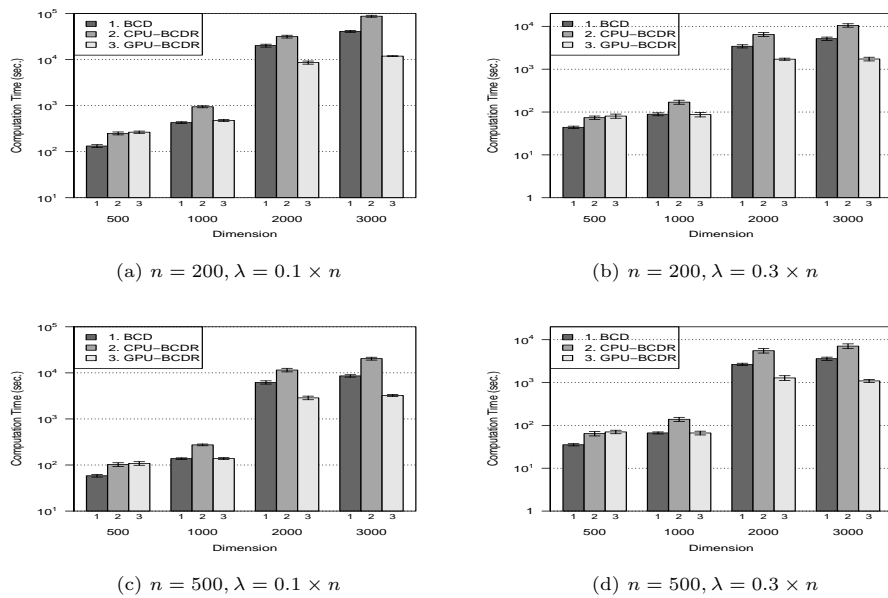 10^5
10^4
10^3
10^2
10^1
Computation Time (sec.)
1. BCD
2. CPU−BCDR
3. GPU−BCDR
1 2 3 1 2 3 1 2 3 1 2 3
500 1000 2000 3000
Dimension
(a) n = 200, λ = 0.1 × n
10^4
10^3
10^2
10^1
1
Computation Time (sec.)
1. BCD
2. CPU−BCDR
3. GPU−BCDR
1 2 3 1 2 3 1 2 3 1 2 3
500 1000 2000 3000
Dimension
(b) n = 200, λ = 0.3 × n
10^5
10^4
10^3
10^2
10^1
Computation Time (sec.)
1. BCD
2. CPU−BCDR
3. GPU−BCDR
1 2 3 1 2 3 1 2 3 1 2 3
500 1000 2000 3000
Dimension
(c) n = 500, λ = 0.1 × n
10^4
10^3
10^2
10^1
1
Computation Time (sec.)
1. BCD
2. CPU−BCDR
3. GPU−BCDR
1 2 3 1 2 3 1 2 3 1 2 3
500 1000 2000 3000
Dimension
(d) n = 500, λ = 0.3 × n